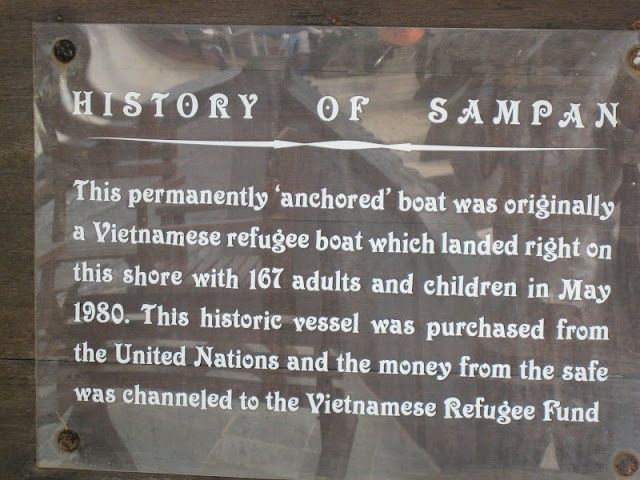 HISTORY OF SAMPAN
This permanently 'anchored' boat was originally
a Vietnamese refugee boat which landed right on
this shore with 167 adults and children in May
1980. This historic vessel was purchased from
the United Nations and the money from the safe
was channeled to the Vietnamese Refugee Fund